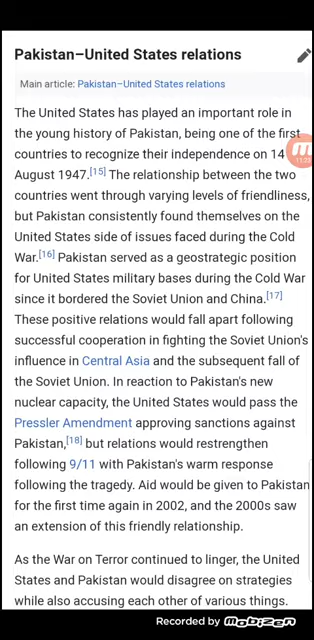 Pakistan–United States relations
Main article: Pakistan–United States relations
The United States has played an important role in
the young history of Pakistan, being one of the first
countries to recognize their independence on 14
August 1947.[15] The relationship between the two
countries went through varying levels of friendliness,
but Pakistan consistently found themselves on the
United States side of issues faced during the Cold
War.[16] Pakistan served as a geostrategic position
for United States military bases during the Cold War
since it bordered the Soviet Union and China.[17]
These positive relations would fall apart following
successful cooperation in fighting the Soviet Union's
influence in Central Asia and the subsequent fall of
the Soviet Union. In reaction to Pakistan's new
nuclear capacity, the United States would pass the
Pressler Amendment approving sanctions against
Pakistan,[18] but relations would restrengthen
following 9/11 with Pakistan's warm response
following the tragedy. Aid would be given to Pakistan
for the first time again in 2002, and the 2000s saw
an extension of this friendly relationship.
As the War on Terror continued to linger, the United
States and Pakistan would disagree on strategies
while also accusing each other of various things.
Recorded by Mobizen